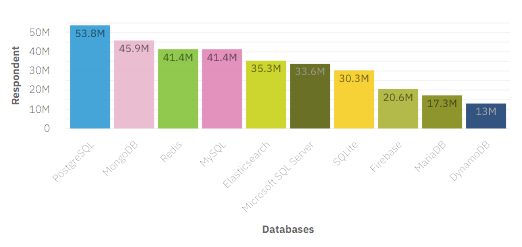 Respondent
50M
40M
30M
20M
10M
0
53.8M
45.9M
41.4M
41.4M
35.3M
33.6M
30.3M
20.6M
17.3M
13M
PostgreSQL
MongoDB
Redis
MySQL
Elasticsearch
Microsoft SQL Server
SQLite
Firebase
MariaDB
DynamoDB
Databases